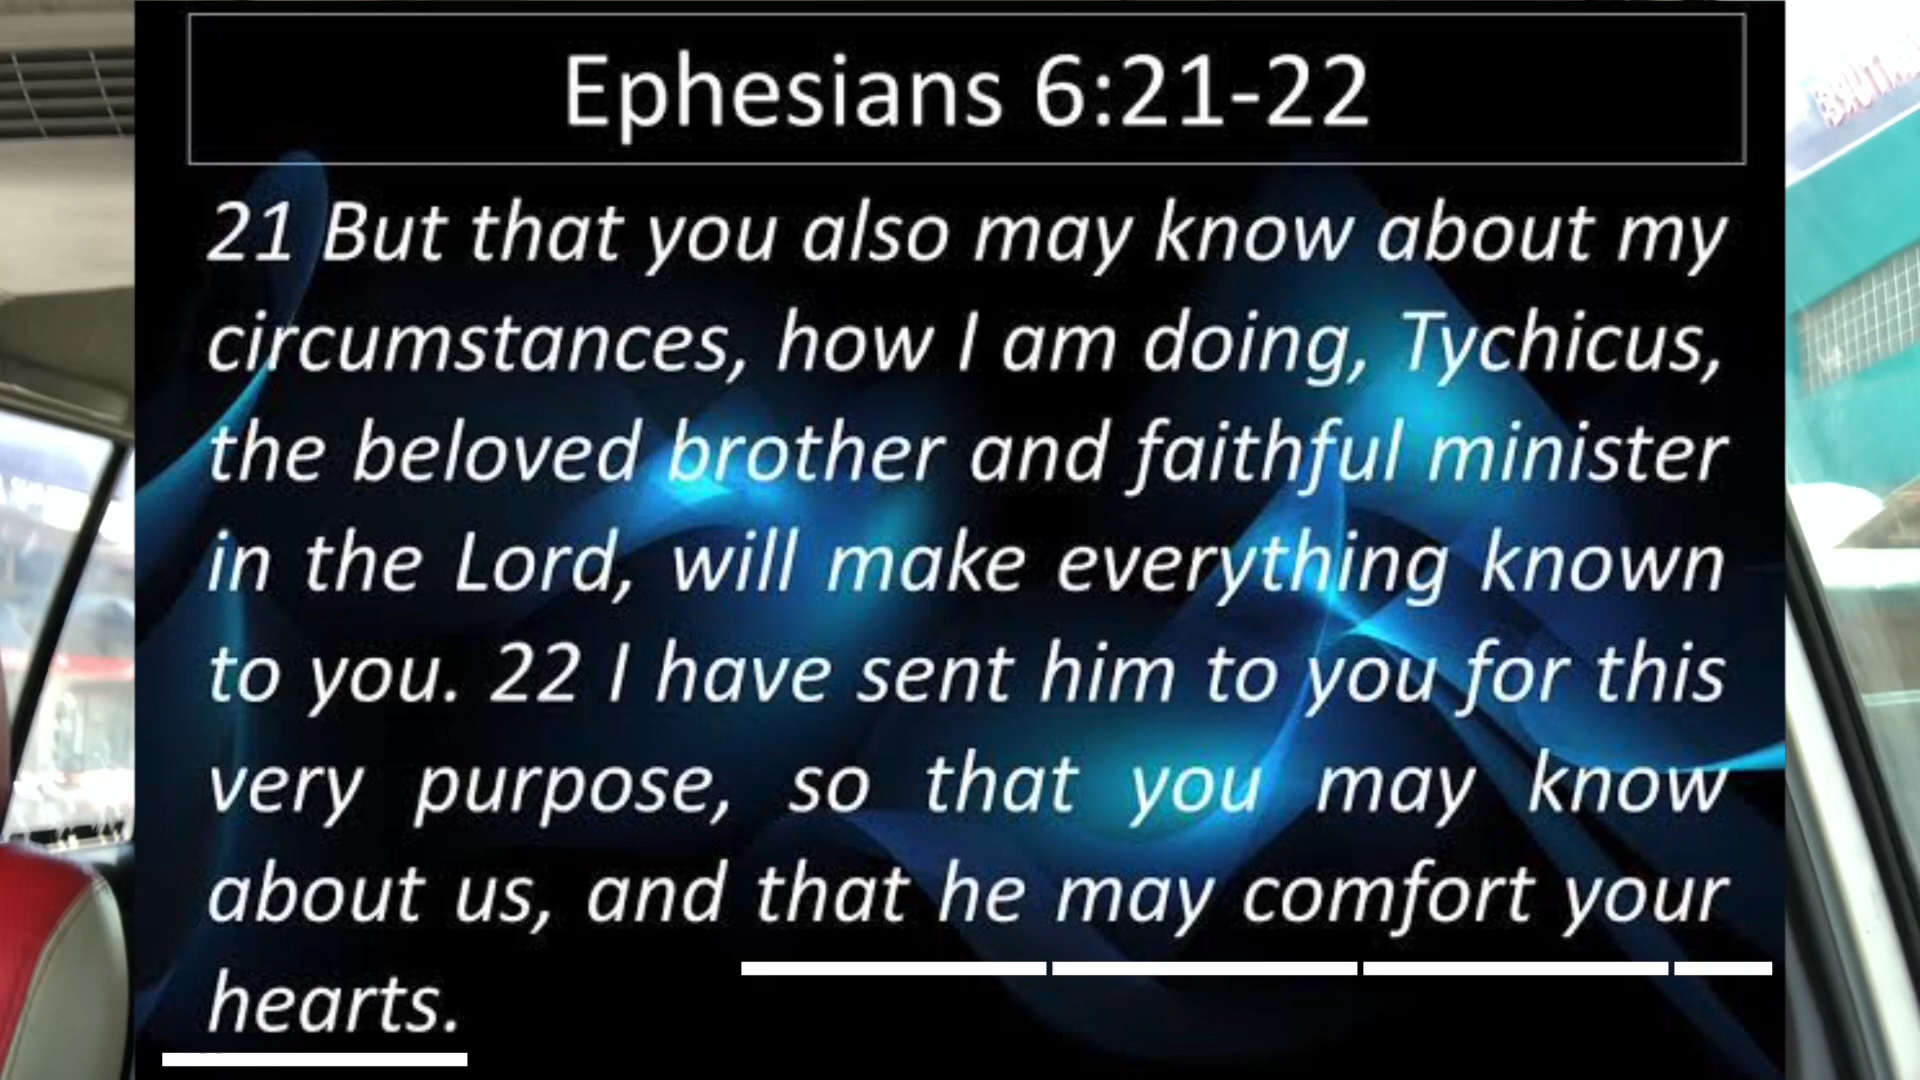 Ephesians 6:21-22
21 But that you also may know about my
circumstances, how I am doing, Tychicus,
the beloved brother and faithful minister
in the Lord, will make everything known
to you. 22 I have sent him to you for this
very purpose, so that you may know
about us, and that he may comfort your
hearts.